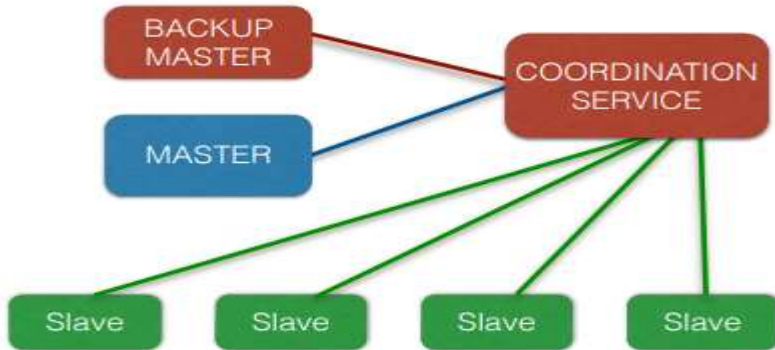 BACKUP
MASTER
COORDINATION
SERVICE
MASTER
Slave
Slave
Slave
Slave